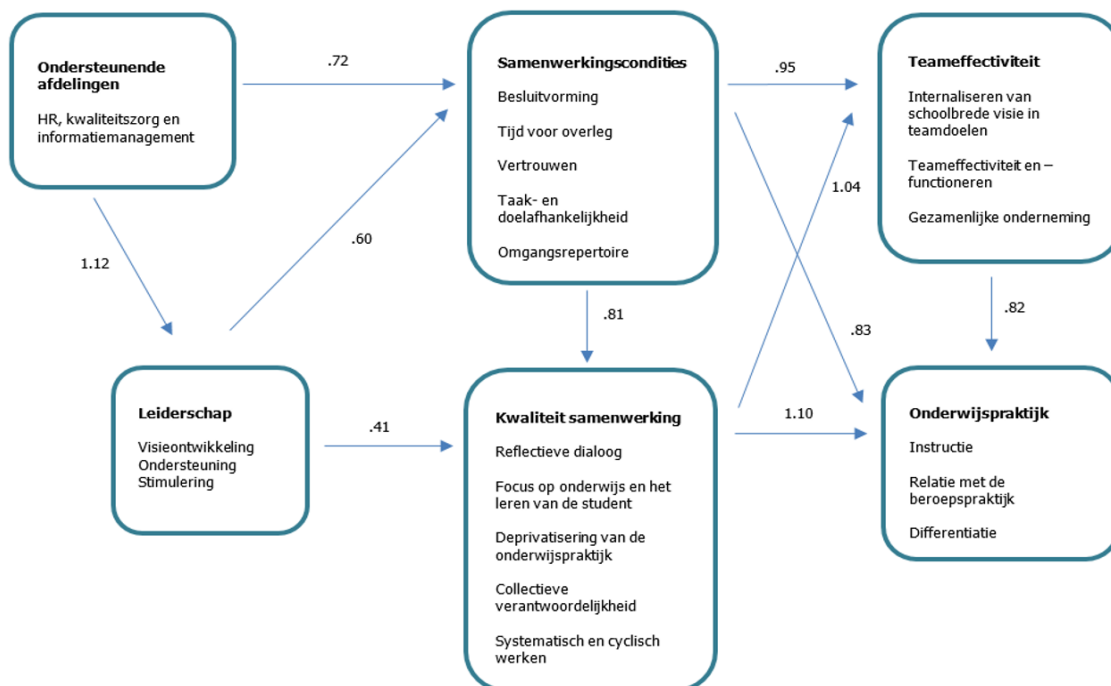 Ondersteunende
afdelingen
HR, kwaliteitszorg en
informatiemanagement
.72
Samenwerkingscondities
Besluitvorming
Tijd voor overleg
Vertrouwen
Taak- en
doelafhankelijkheid
Omgangsrepertoire
.95
Teameffectiviteit
Internaliseren van
schoolbrede visie in
teamdoelen
Teameffectiviteit en –
functioneren
Gezamenlijke onderneming
1.12
.60
1.04
.81
.83
.82
Leiderschap
Visieontwikkeling
Ondersteuning
Stimulering
.41
Kwaliteit samenwerking
Reflectieve dialoog
Focus op onderwijs en het
leren van de student
Deprivatisering van de
onderwijspraktijk
Collectieve
verantwoordelijkheid
Systematisch en cyclisch
werken
1.10
Onderwijspraktijk
Instructie
Relatie met de
beroepspraktijk
Differentiatie